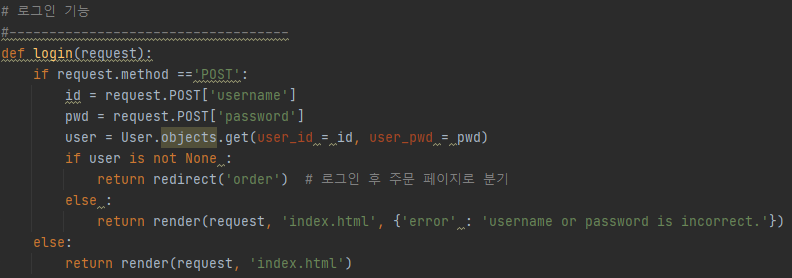 # 로그인 기능
#-----------------------------------
def login(request):
    if request.method =='POST':
        id = request.POST['username']
        pwd = request.POST['password']
        user = User.objects.get(user_id = id, user_pwd = pwd)
        if user is not None :
            return redirect('order')  # 로그인 후 주문 페이지로 분기
        else :
            return render(request, 'index.html', {'error' : 'username or password is incorrect.'})
    else:
        return render(request, 'index.html')